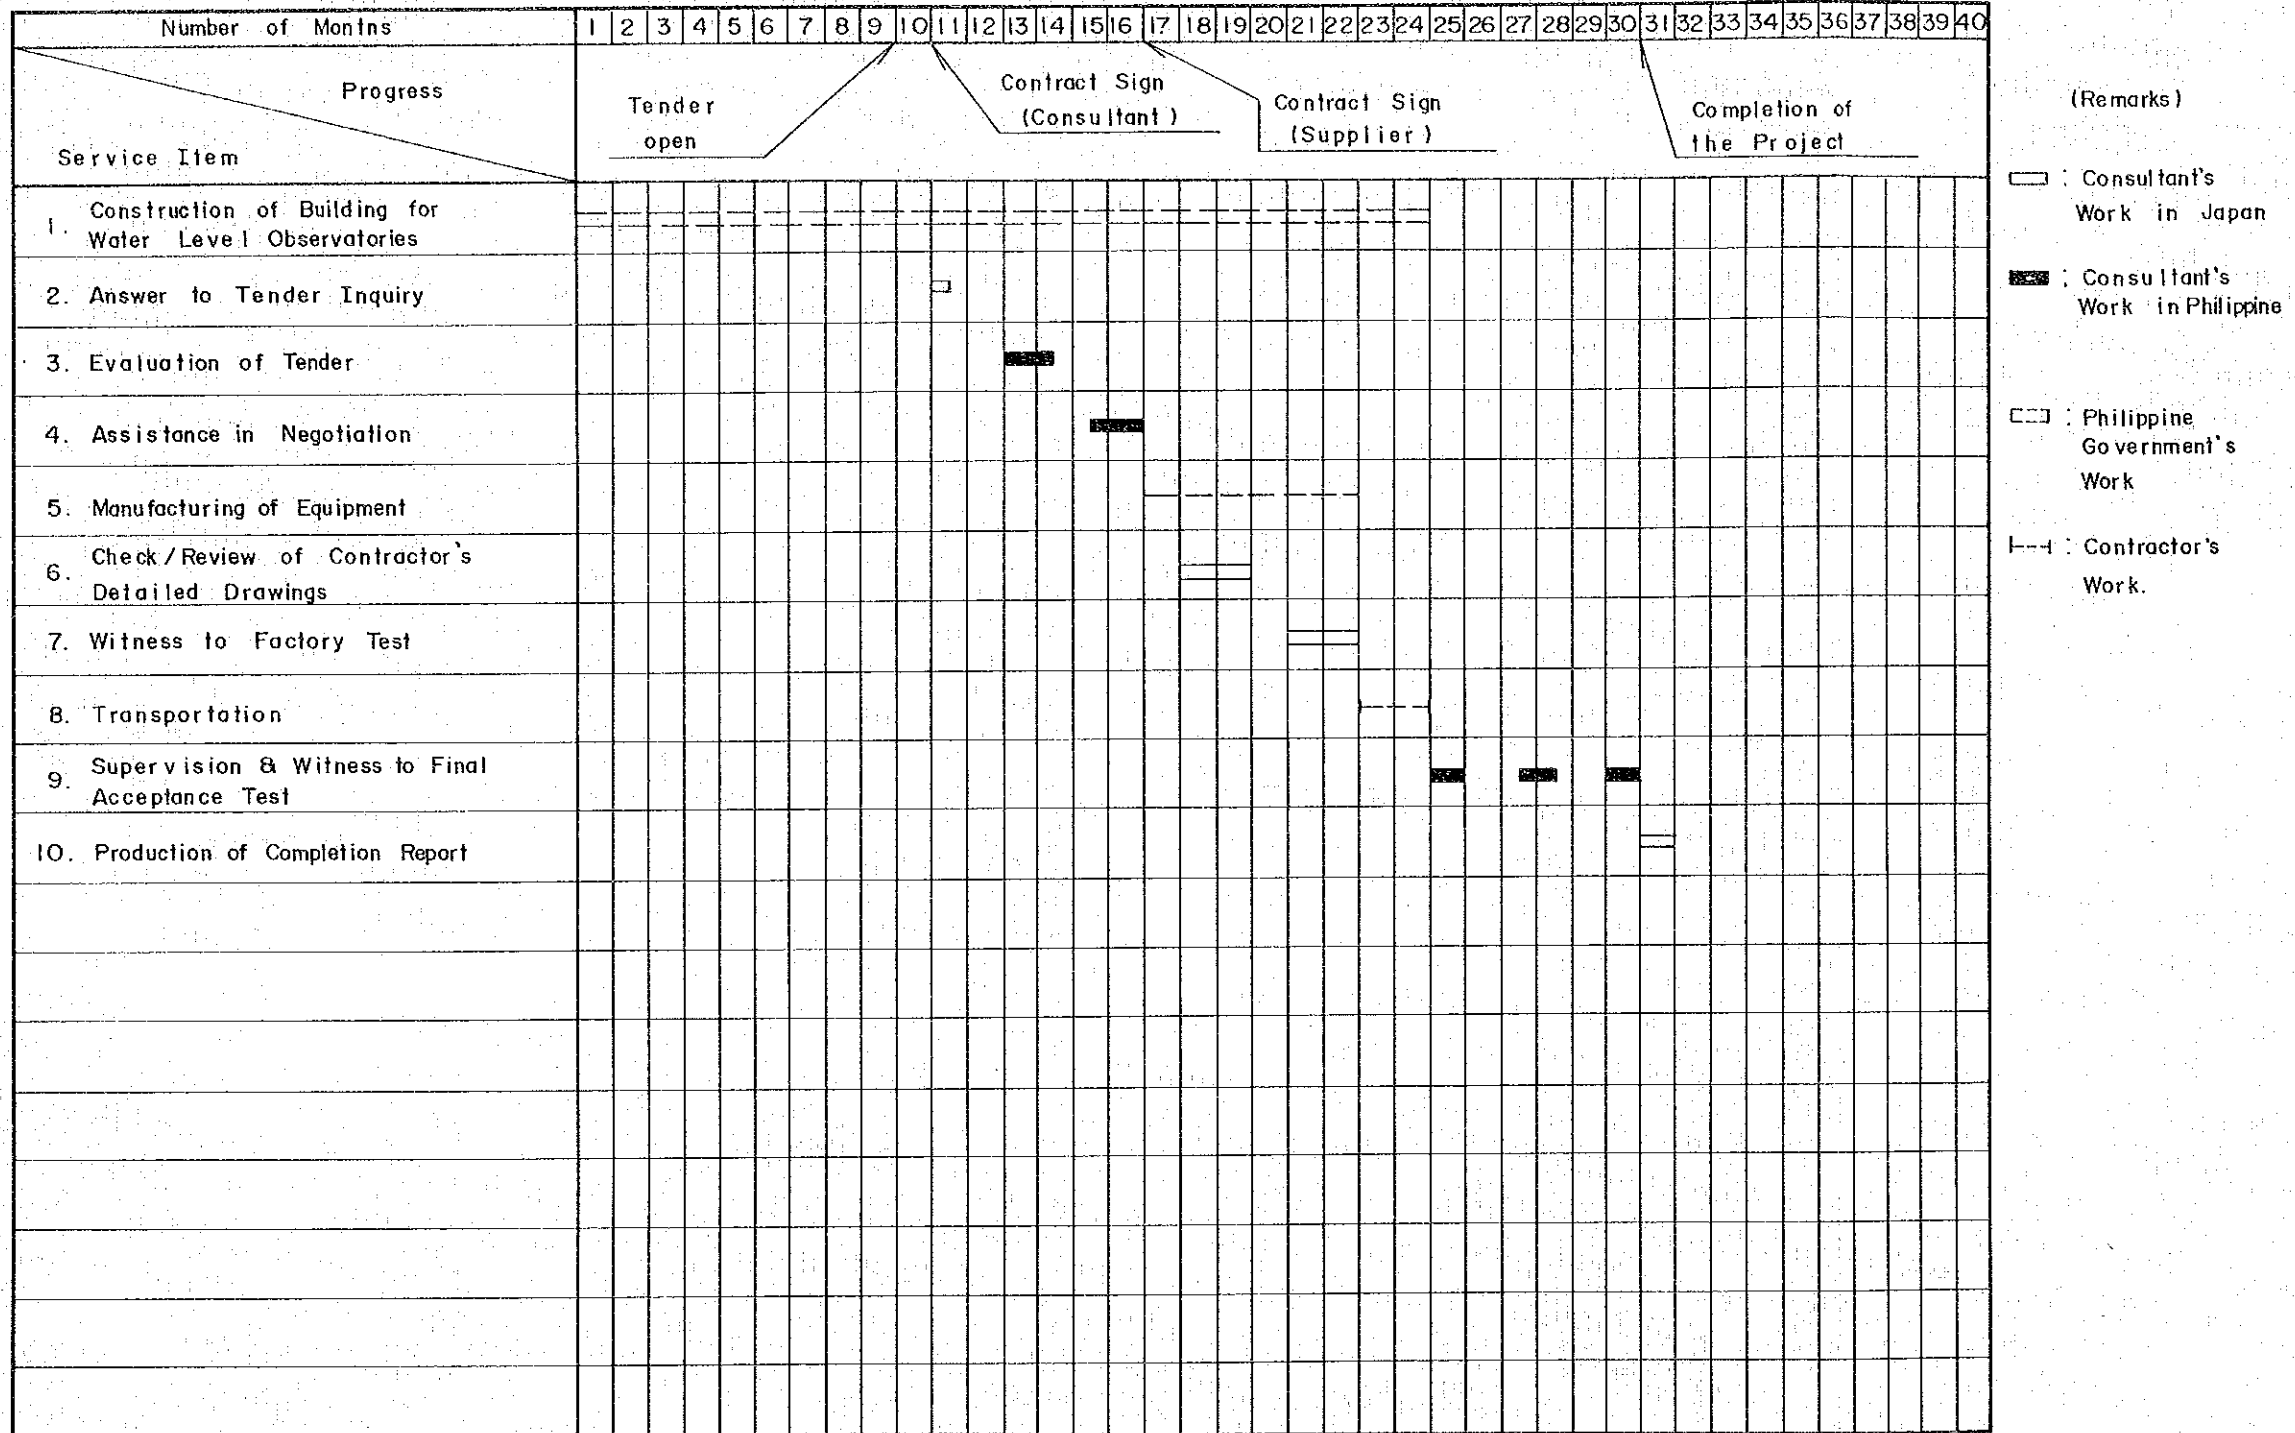 Number of Montns 1 2 3 4 5 6 7 8 9 10 11 12 13 14 15 16 17 18 19 20 21 22 23 24 25 26 27 28 29 30 31 32 33 34 35 36 37 38 39 40
Progress
Service Item
Tender
open
Contract Sign
(Consultant)
Contract Sign
(Supplier)
Completion of
the Project
(Remarks)
1. Construction of Building for
Water Level Observatories
2. Answer to Tender Inquiry
3. Evaluation of Tender
4. Assistance in Negotiation
5. Manufacturing of Equipment
6. Check/Review of Contractor's
Detailed Drawings
7. Witness to Factory Test
8. Transportation
9. Supervision & Witness to Final
Acceptance Test
10. Production of Completion Report
: Consultant's
Work in Japan
: Consultant's
Work in Philippine
: Philippine
Government's
Work
: Contractor's
Work.